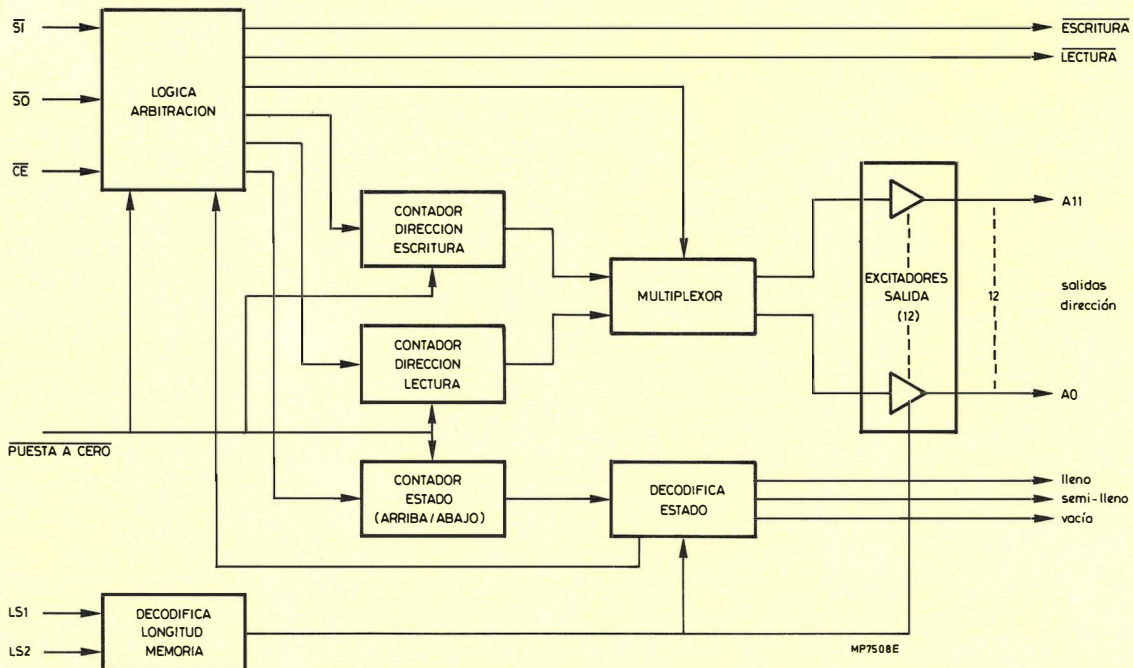 SI
SO
CE
LOGICA
ARBITRACION
ESCRITURA
LECTURA
CONTADOR
DIRECCION
ESCRITURA
CONTADOR
DIRECCION
LECTURA
MULTIPLEXOR
EXCITADORES
SALIDA
(12)
A11
12
salidas
dirección
A0
PUESTA A CERO
CONTADOR
ESTADO
(ARRIBA/ABAJO)
DECODIFICA
ESTADO
lleno
semi-lleno
vacía
LS1
LS2
DECODIFICA
LONGITUD
MEMORIA
MP7508E